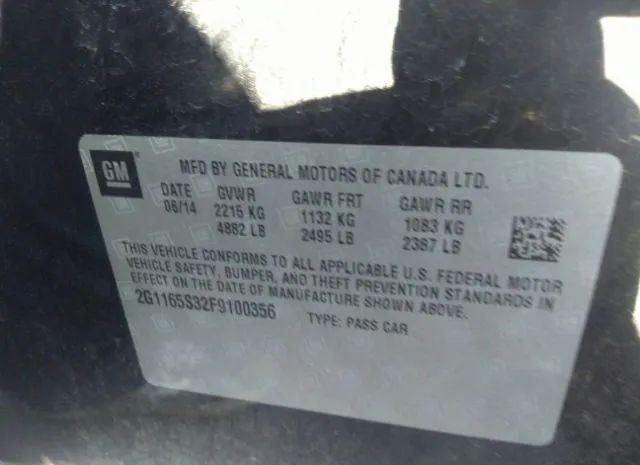 GM
MFD BY GENERAL MOTORS OF CANADA LTD.
DATE GVWR GAWR FRT GAWR RR
06/14 2215 KG 1132 KG 1083 KG
4882 LB 2495 LB 2387 LB
THIS VEHICLE CONFORMS TO ALL APPLICABLE U.S. FEDERAL MOTOR
VEHICLE SAFETY, BUMPER, AND THEFT PREVENTION STANDARDS IN
EFFECT ON THE DATE OF MANUFACTURE SHOWN ABOVE.
2G1165S32F9100356 TYPE: PASS CAR